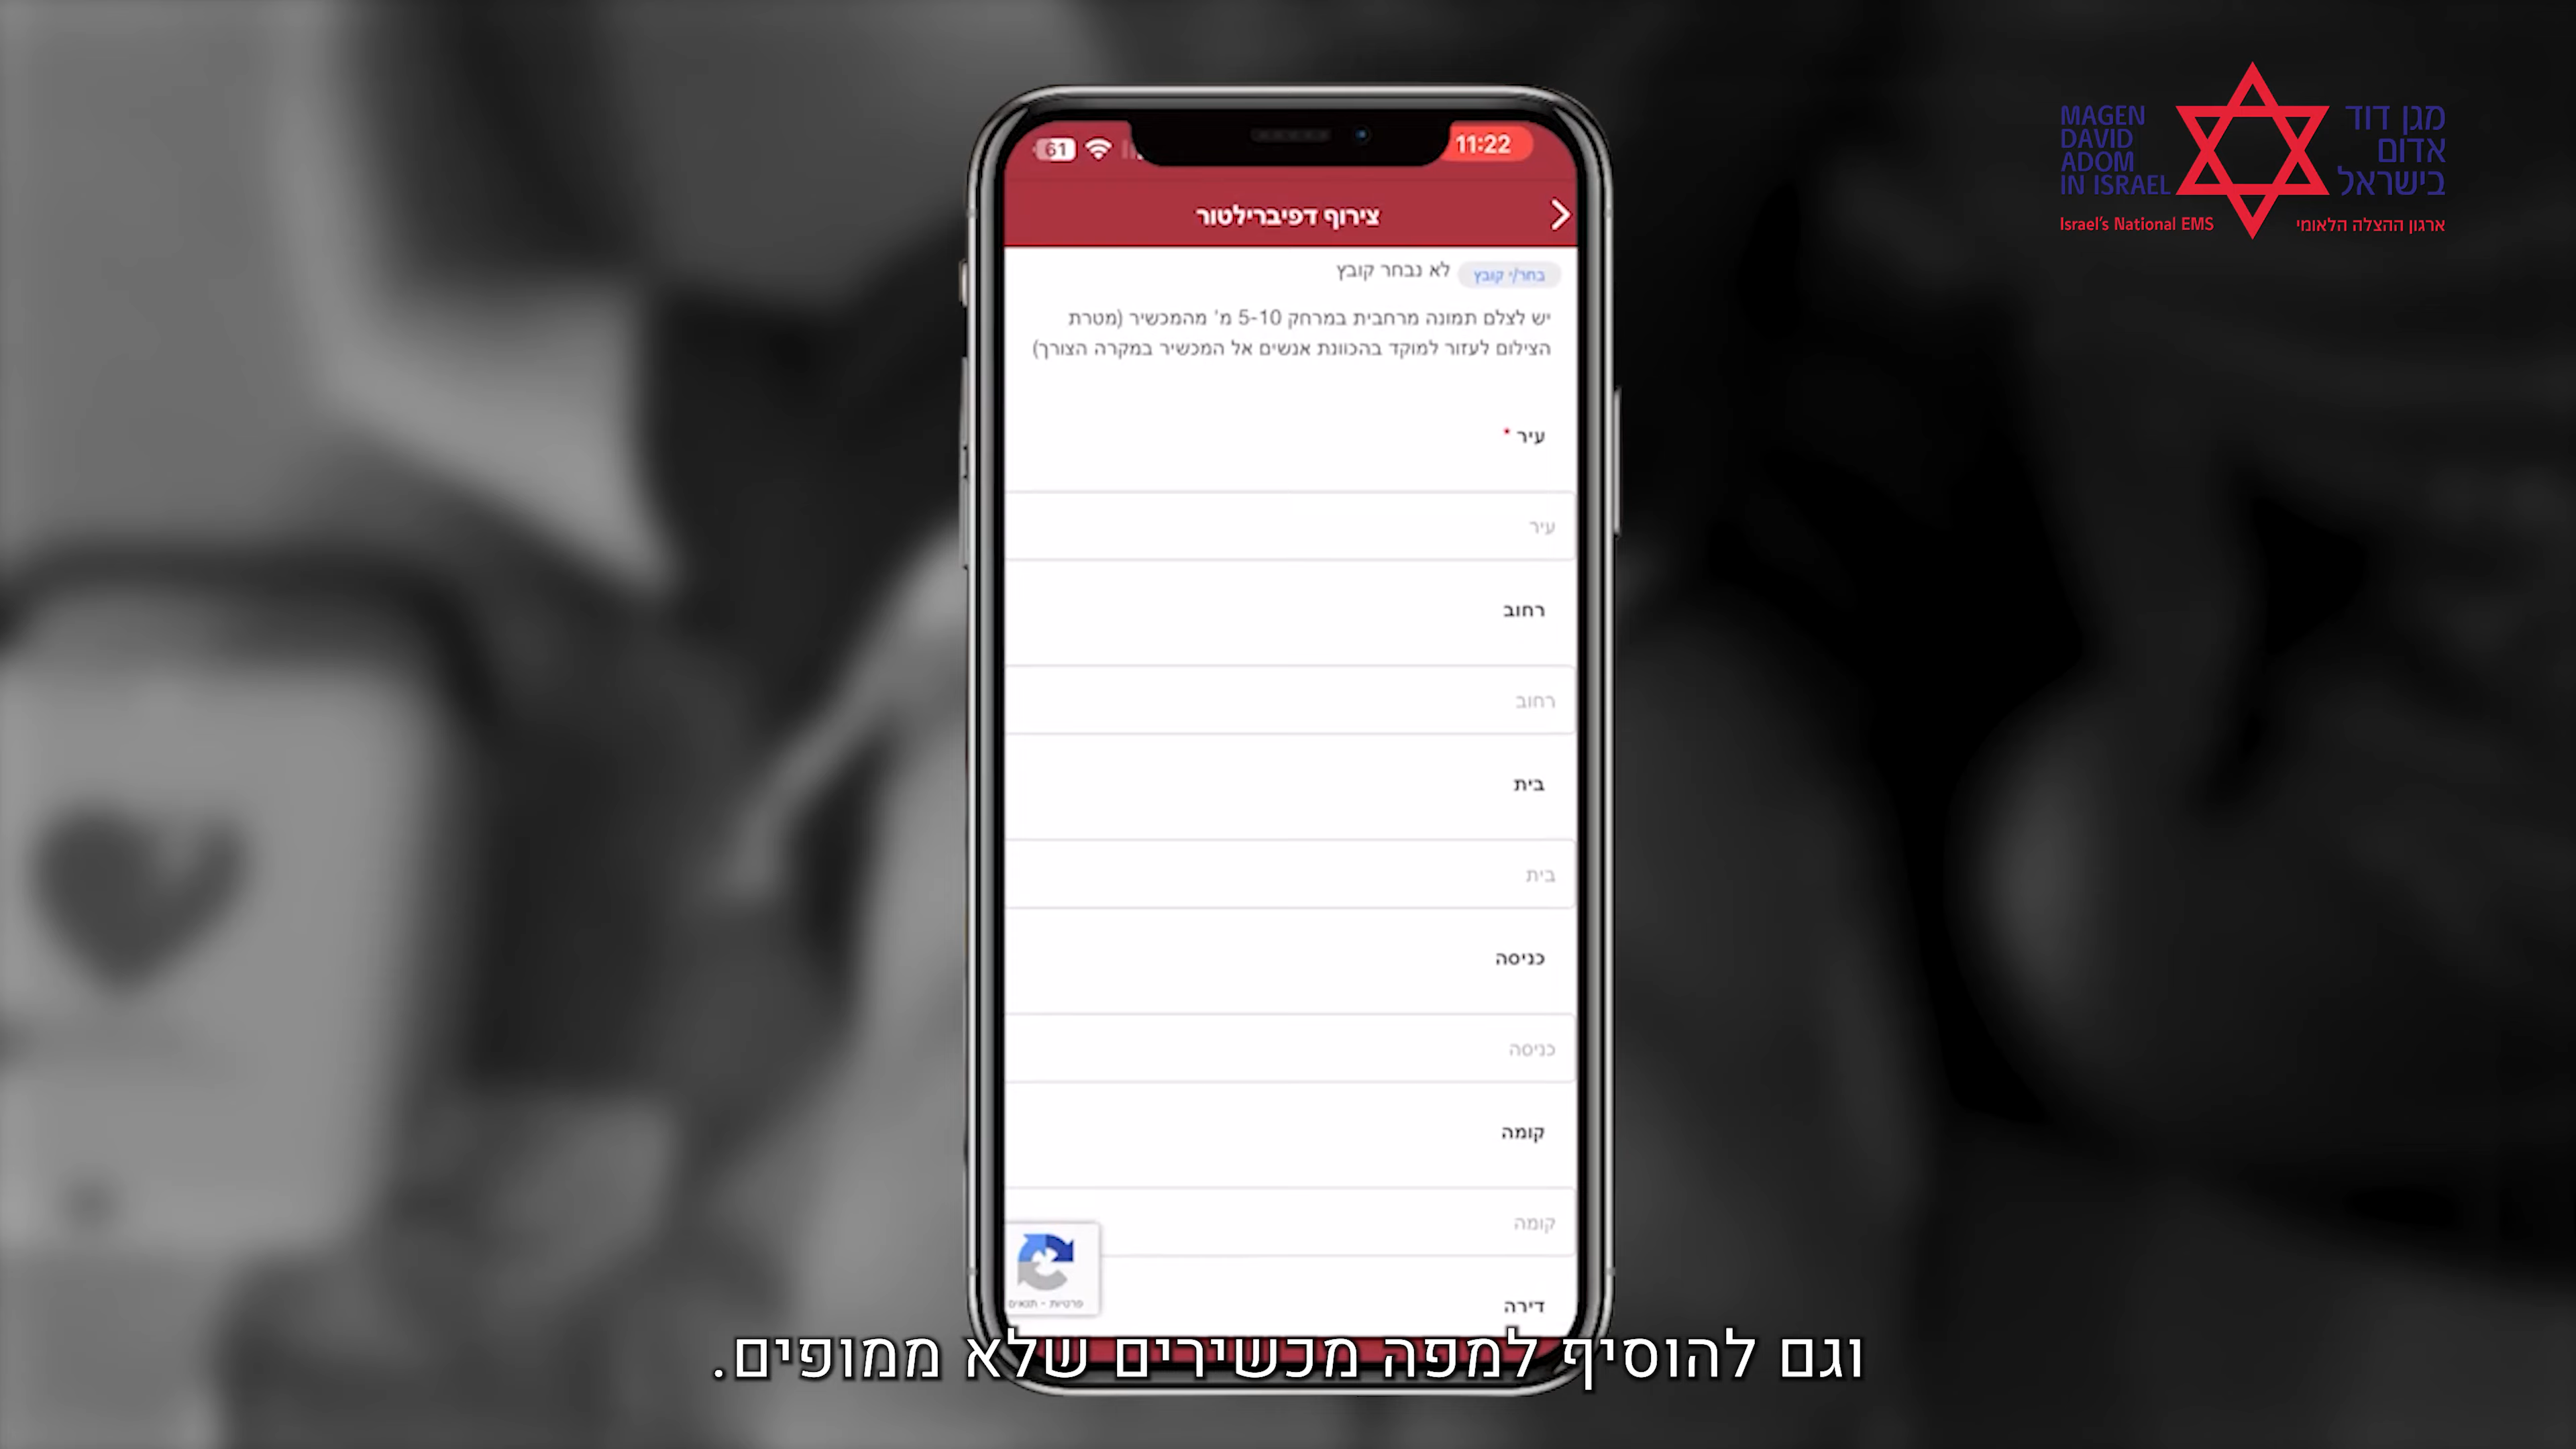 MAGEN
DAVID
ADOM
IN ISRAEL
Israel's National EMS
מגן דוד
אדום
בישראל
ארגון ההצלה הלאומי
61
11:22
צירוף דפיברילטור
בחר/י קובץ לא נבחר קובץ
יש לצלם תמונה מרחבית במרחק 5-10 מ' מהמכשיר (מטרת
הצילום לעזור למוקד בהכוונת אנשים אל המכשיר במקרה הצורך)
עיר *
עיר
רחוב
רחוב
בית
בית
כניסה
כניסה
קומה
קומה
דירה
פרטיות - תנאים
וגם להוסיף למפה מכשירים שלא ממופים.